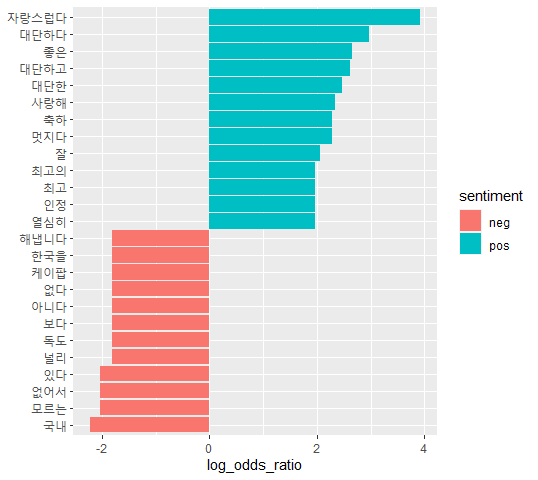 자랑스럽다
대단하다
좋은
대단하고
대단한
사랑해
축하
멋지다
잘
최고의
최고
인정
열심히
해냅니다
한국을
케이팝
없다
아니다
보다
독도
널리
있다
없어서
모르는
국내
-2 0 2 4
log_odds_ratio
sentiment
neg
pos